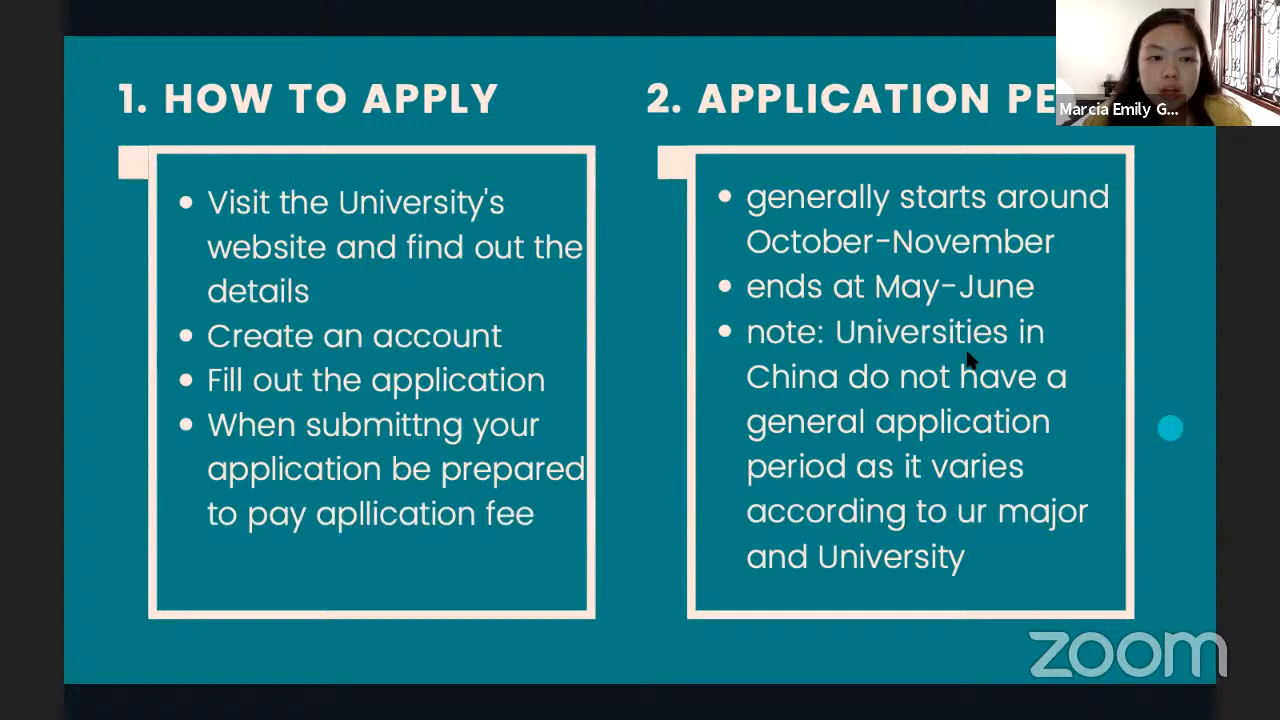 1. HOW TO APPLY
Visit the University's
website and find out the
details
Create an account
Fill out the application
When submittng your
application be prepared
to pay apllication fee
2. APPLICATION PE
generally starts around
October-November
ends at May-June
note: Universities in
China do not have a
general application
period as it varies
according to ur major
and University
Marcia Emily G...
zoom